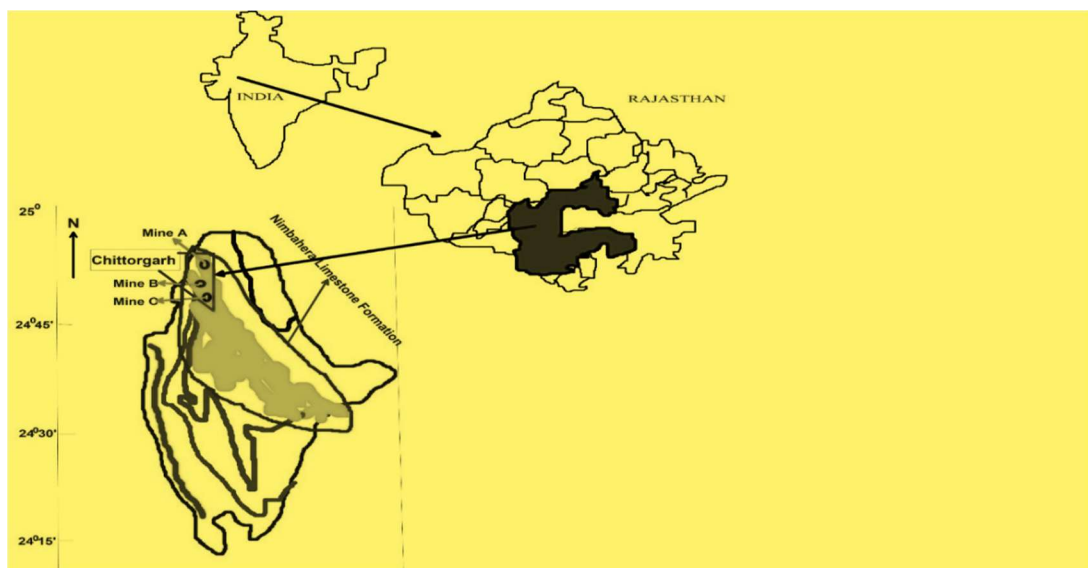 INDIA
RAJASTHAN
25°
N
Mine A
Chittorgarh
Mine B
Mine C
Nimbahera Limestone Formation
24°45'
24°30'
24°15'